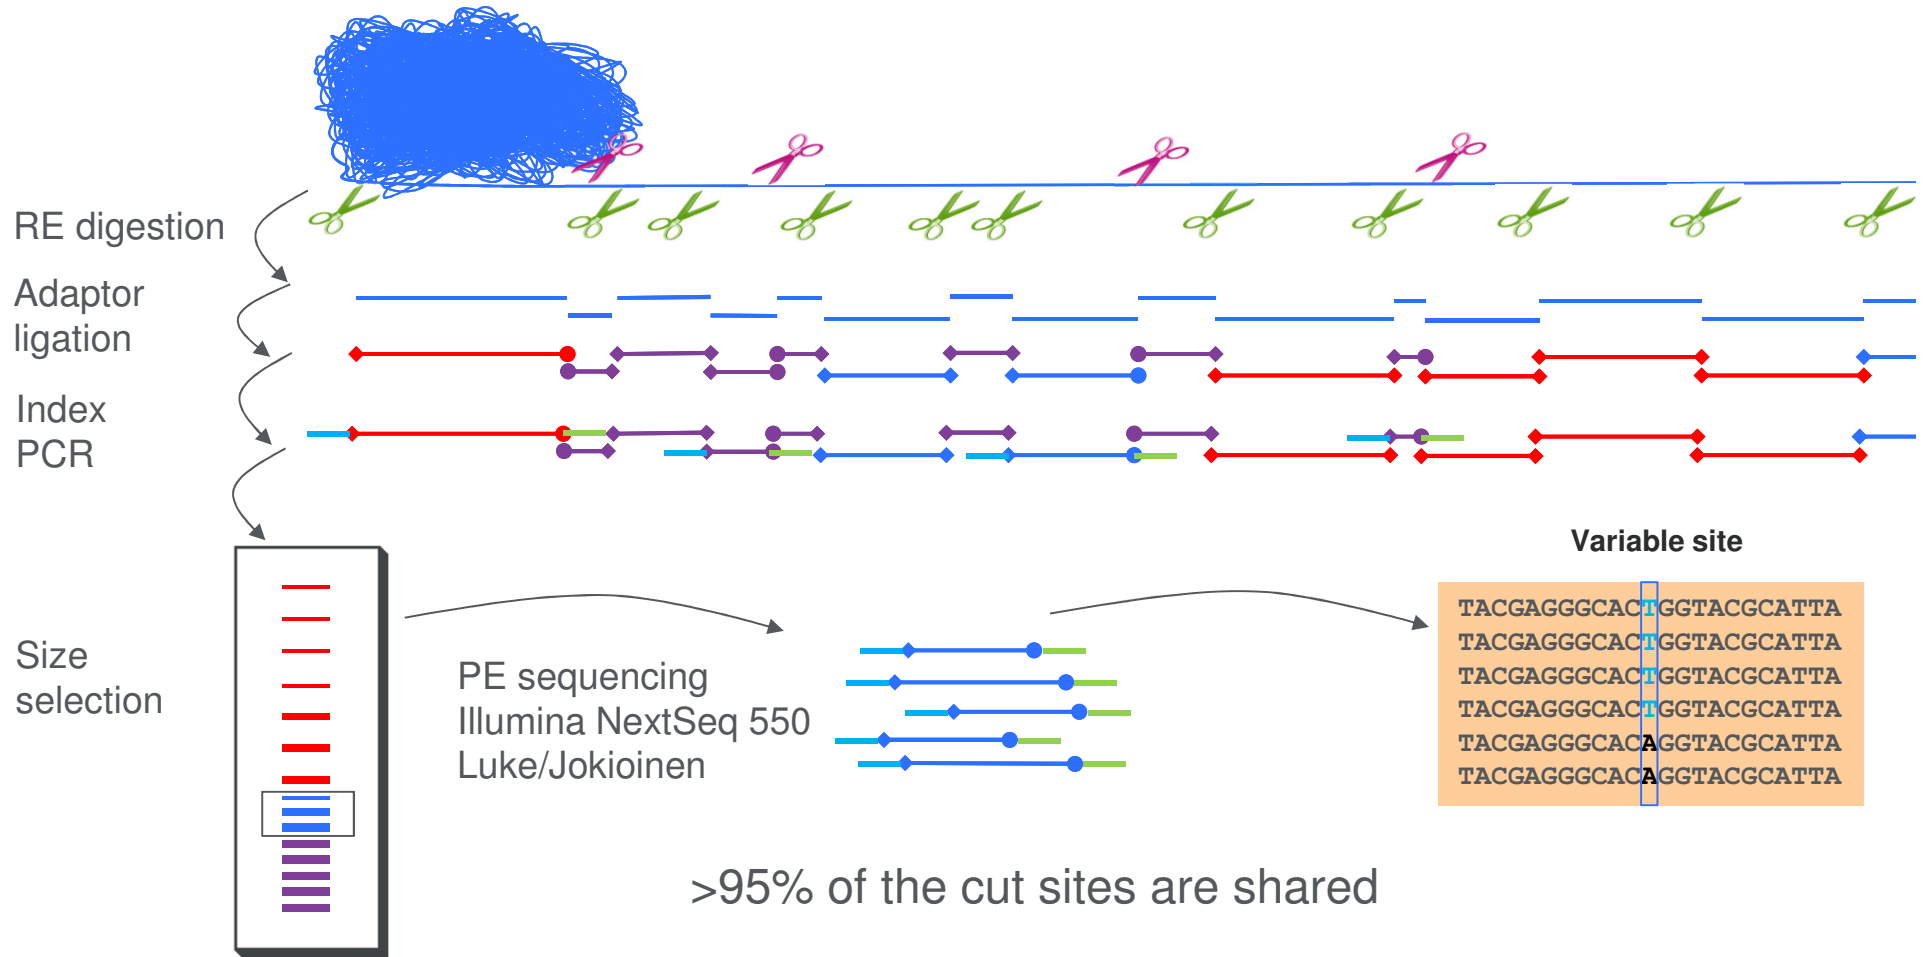 RE digestion
Adaptor
ligation
Index
PCR
Size
selection
PE sequencing
Illumina NextSeq 550
Luke/Jokioinen
Variable site
TACGAGGGCACTGGTACGCATTA
TACGAGGGCACTGGTACGCATTA
TACGAGGGCACTGGTACGCATTA
TACGAGGGCACTGGTACGCATTA
TACGAGGGCACAGGTACGCATTA
TACGAGGGCACAGGTACGCATTA
>95% of the cut sites are shared